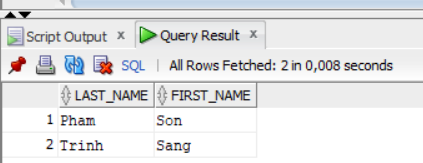 Script Output x Query Result x
SQL | All Rows Fetched: 2 in 0,008 seconds
LAST_NAME FIRST_NAME
1 Pham Son
2 Trinh Sang